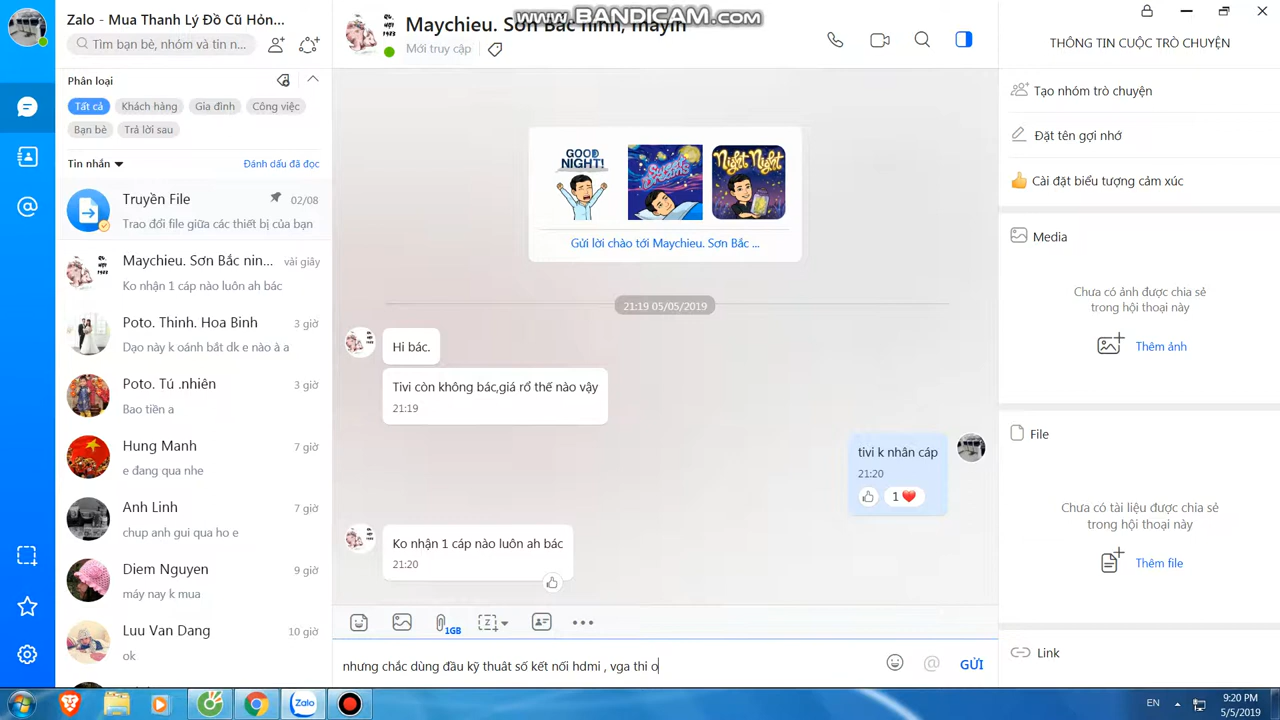 Zalo - Mua Thanh Lý Đồ Cũ Hỏn...
Tìm bạn bè, nhóm và tin n...
Phân loại
Tất cả
Khách hàng
Gia đình
Công việc
Bạn bè
Trả lời sau
Tin nhắn
Đánh dấu đã đọc
Truyền File
02/08
Trao đổi file giữa các thiết bị của bạn
Maychieu. Sơn Bắc nin...
vài giây
Ko nhận 1 cáp nào luôn ah bác
Poto. Thinh. Hoa Binh
3 giờ
Dạo này k oánh bắt dk e nào à a
Poto. Tú .nhiên
3 giờ
Bao tiền a
Hung Manh
7 giờ
e đang qua nhe
Anh Linh
7 giờ
chup anh gui qua ho e
Diem Nguyen
9 giờ
máy nay k mua
Luu Van Dang
10 giờ
ok
www.BANDICAM.com
Maychieu. Sơn Bắc ninh, mayin
Mới truy cập
GOOD NIGHT!
Sweet Dreams
Night Night
Gửi lời chào tới Maychieu. Sơn Bắc ...
21:19 05/05/2019
Hi bác.
Tivi còn không bác,giá rổ thế nào vậy
21:19
tivi k nhân cáp
21:20
1
Ko nhận 1 cáp nào luôn ah bác
21:20
1GB
nhưng chắc dùng đầu kỹ thuât số kết nối hdmi , vga thi o
@
GỬI
THÔNG TIN CUỘC TRÒ CHUYỆN
Tạo nhóm trò chuyện
Đặt tên gợi nhớ
Cài đặt biểu tượng cảm xúc
Media
Chưa có ảnh được chia sẻ
trong hội thoại này
Thêm ảnh
File
Chưa có tài liệu được chia sẻ
trong hội thoại này
Thêm file
Link
Zalo
EN
9:20 PM
5/5/2019